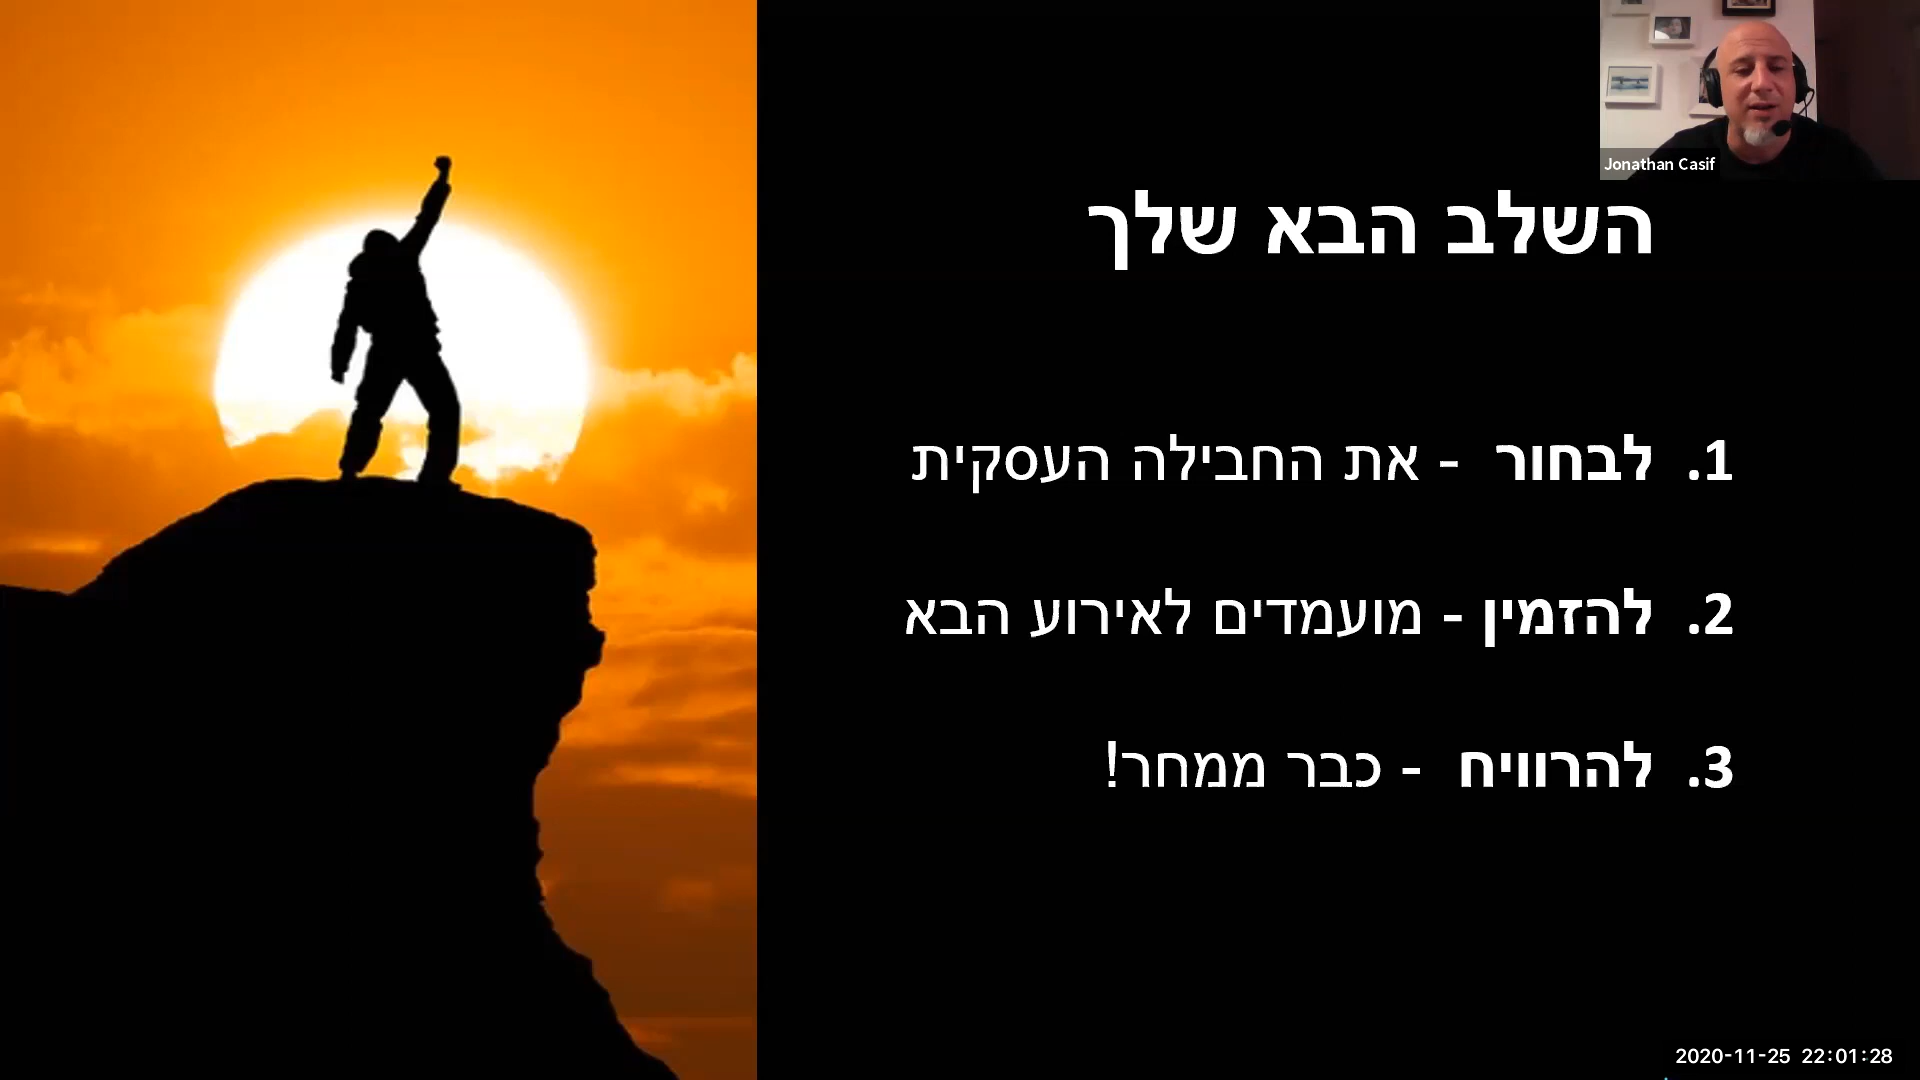 Jonathan Casif
השלב הבא שלך
1. לבחור - את החבילה העסקית
2. להזמין - מועמדים לאירוע הבא
3. להרוויח - כבר ממחר!
2020-11-25 22:01:28